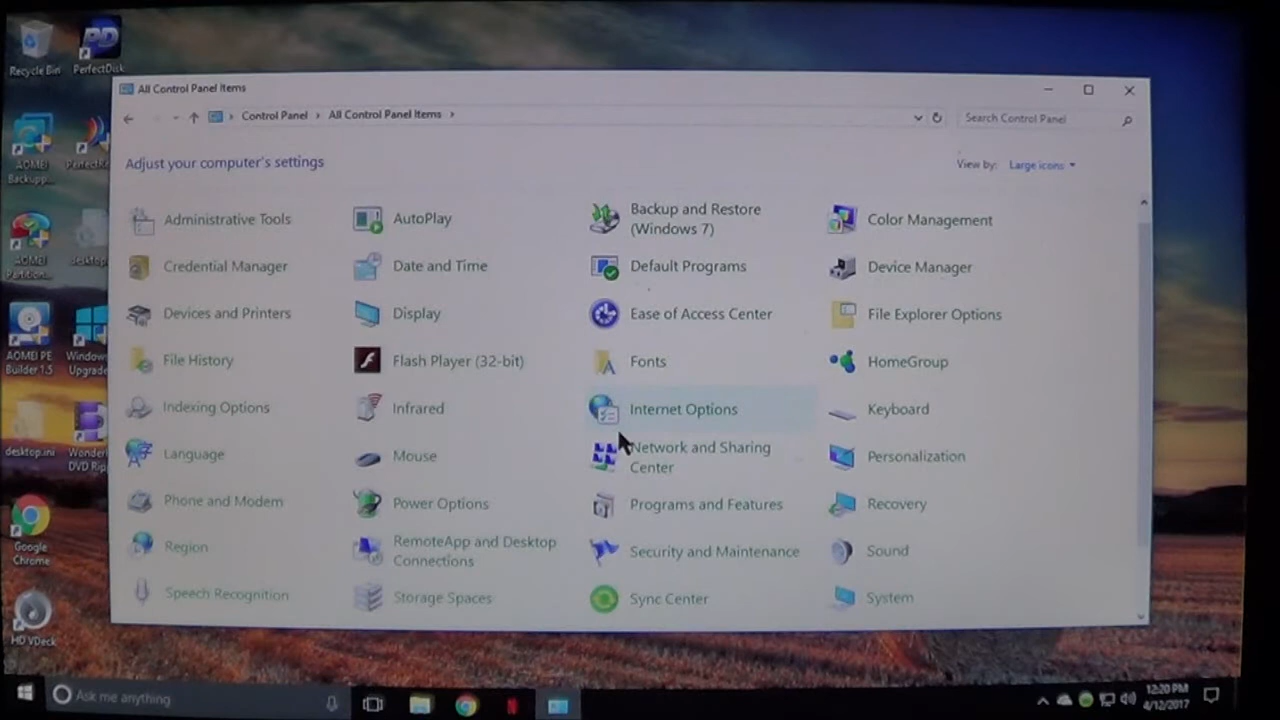 Recycle Bin
PerfectDisk
AOMEI
Backupp...
AOMEI
Partition...
desktop
AOMEI PE
Builder 1.5
Windows
Upgrade
desktop.ini
DVD Rip
Google
Chrome
HD VDeck
All Control Panel Items
Control Panel > All Control Panel Items >
Search Control Panel
Adjust your computer's settings
View by: Large icons
Administrative Tools
AutoPlay
Backup and Restore
(Windows 7)
Color Management
Credential Manager
Date and Time
Default Programs
Device Manager
Devices and Printers
Display
Ease of Access Center
File Explorer Options
File History
Flash Player (32-bit)
Fonts
HomeGroup
Indexing Options
Infrared
Internet Options
Keyboard
Language
Mouse
Network and Sharing
Center
Personalization
Phone and Modem
Power Options
Programs and Features
Recovery
Region
RemoteApp and Desktop
Connections
Security and Maintenance
Sound
Speech Recognition
Storage Spaces
Sync Center
System
Ask me anything
12:20 PM
4/12/2017